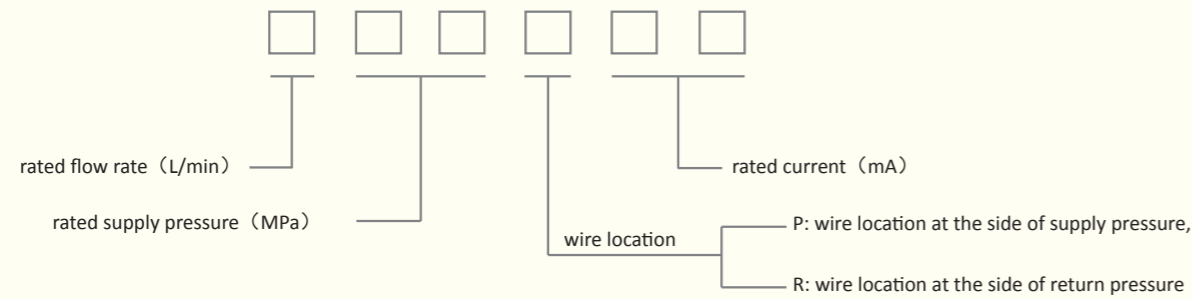 rated flow rate（L/min）
rated current（mA）
rated supply pressure（MPa）
wire location
P: wire location at the side of supply pressure,
R: wire location at the side of return pressure